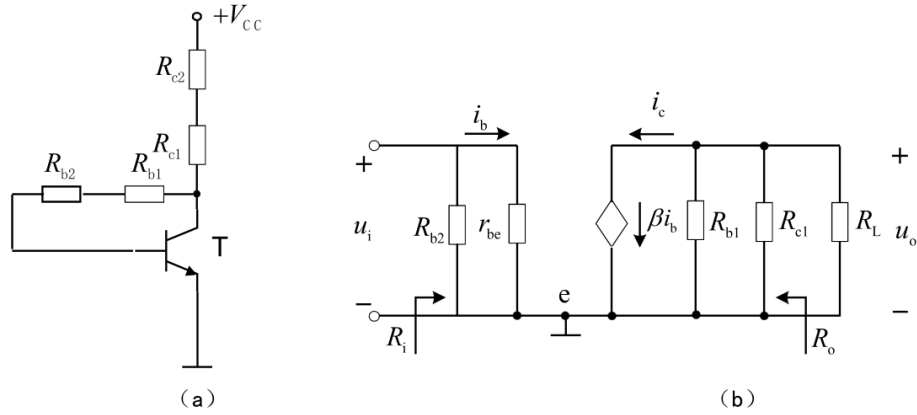 +V_CC
R_c2
R_c1
R_b2
R_b1
T
(a)
i_b
i_c
+
+
u_i
R_b2
r_be
βi_b
R_b1
R_c1
R_L
u_o
−
e
−
R_i
R_o
(b)